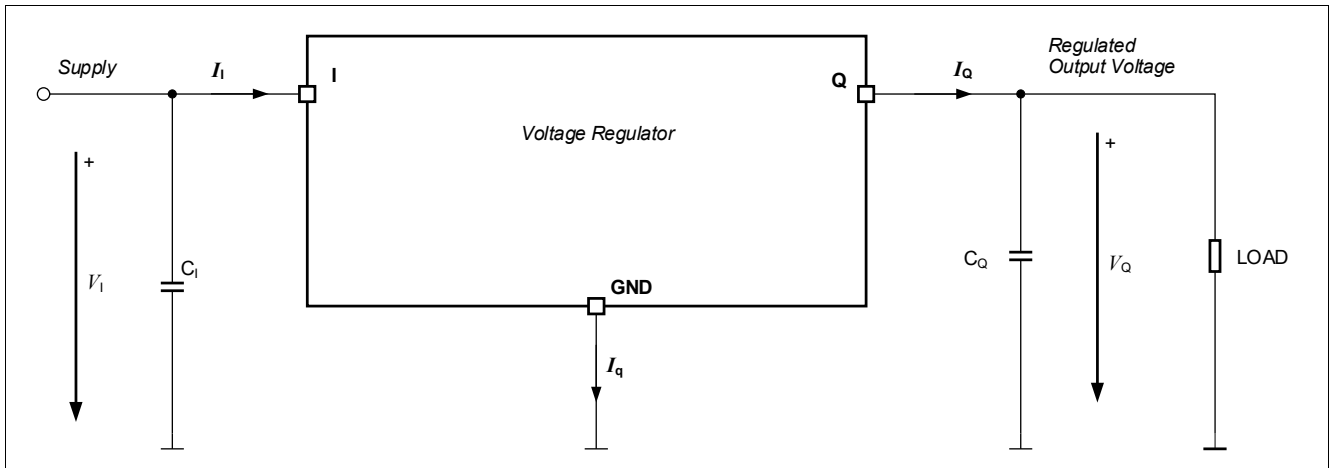 Supply
I_I
I
Q
I_Q
Regulated
Output Voltage
Voltage Regulator
+
+
V_I
C_I
GND
I_q
C_Q
V_Q
LOAD